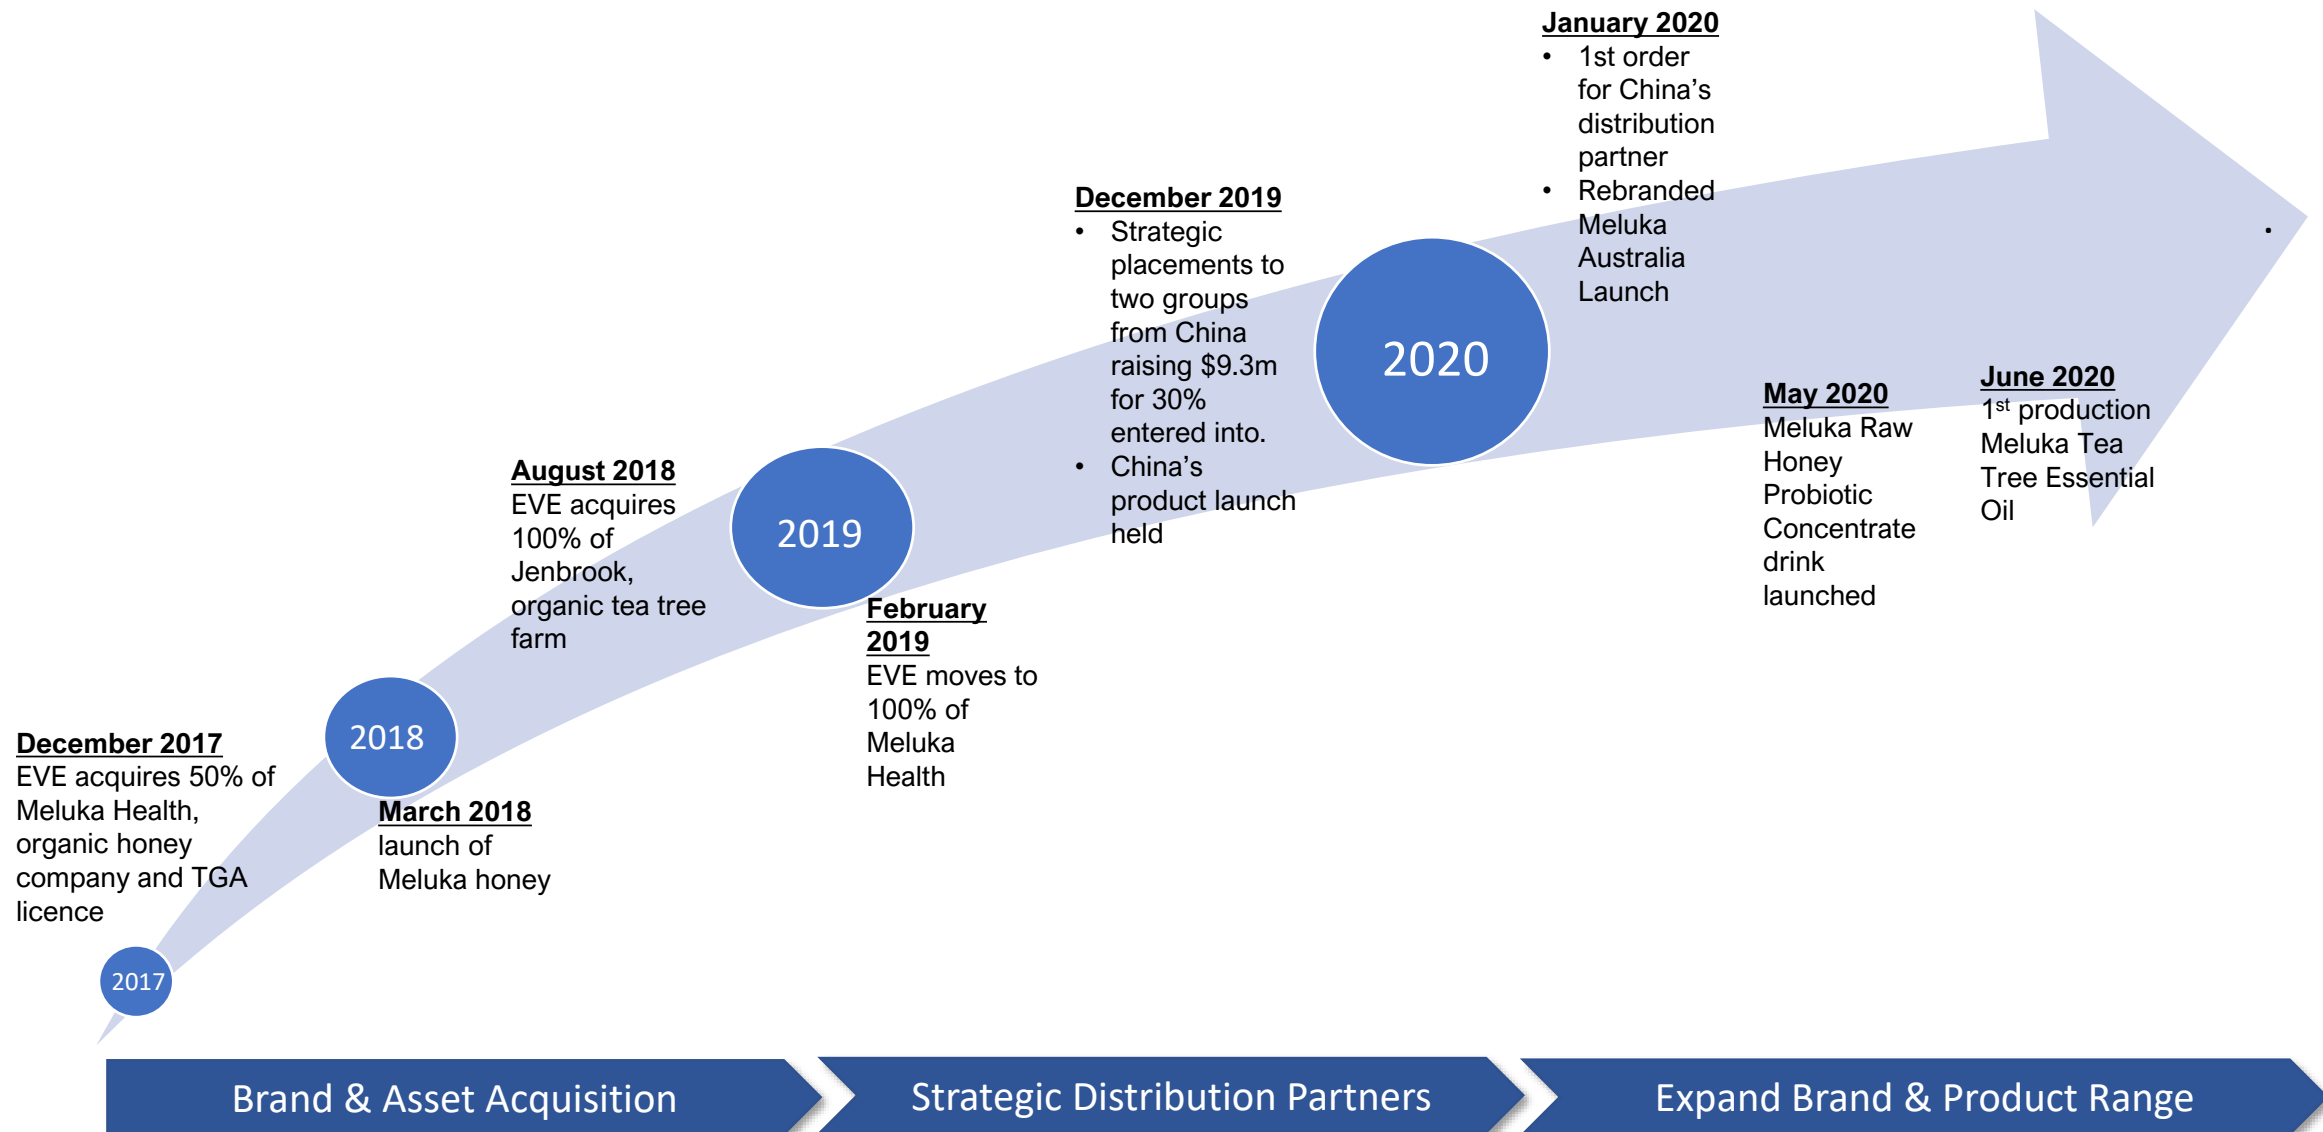 December 2017
EVE acquires 50% of
Meluka Health,
organic honey
company and TGA
licence
2017
2018
March 2018
launch of
Meluka honey
August 2018
EVE acquires
100% of
Jenbrook,
organic tea tree
farm
2019
February
2019
EVE moves to
100% of
Meluka
Health
December 2019
• Strategic
placements to
two groups
from China
raising $9.3m
for 30%
entered into.
• China’s
product launch
held
2020
January 2020
• 1st order
for China’s
distribution
partner
• Rebranded
Meluka
Australia
Launch
May 2020
Meluka Raw
Honey
Probiotic
Concentrate
drink
launched
June 2020
1st production
Meluka Tea
Tree Essential
Oil
.
Brand & Asset Acquisition
Strategic Distribution Partners
Expand Brand & Product Range